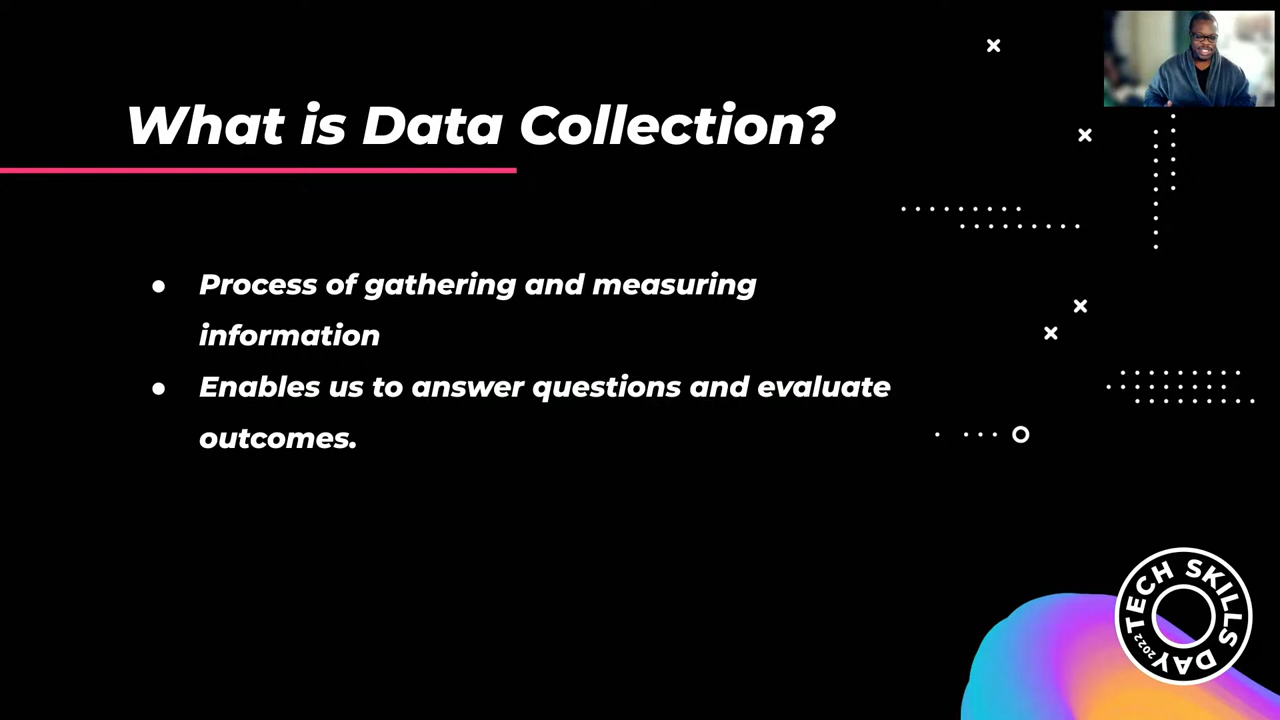 What is Data Collection?
● Process of gathering and measuring
information
● Enables us to answer questions and evaluate
outcomes.
TECH SKILLS DAY 2022